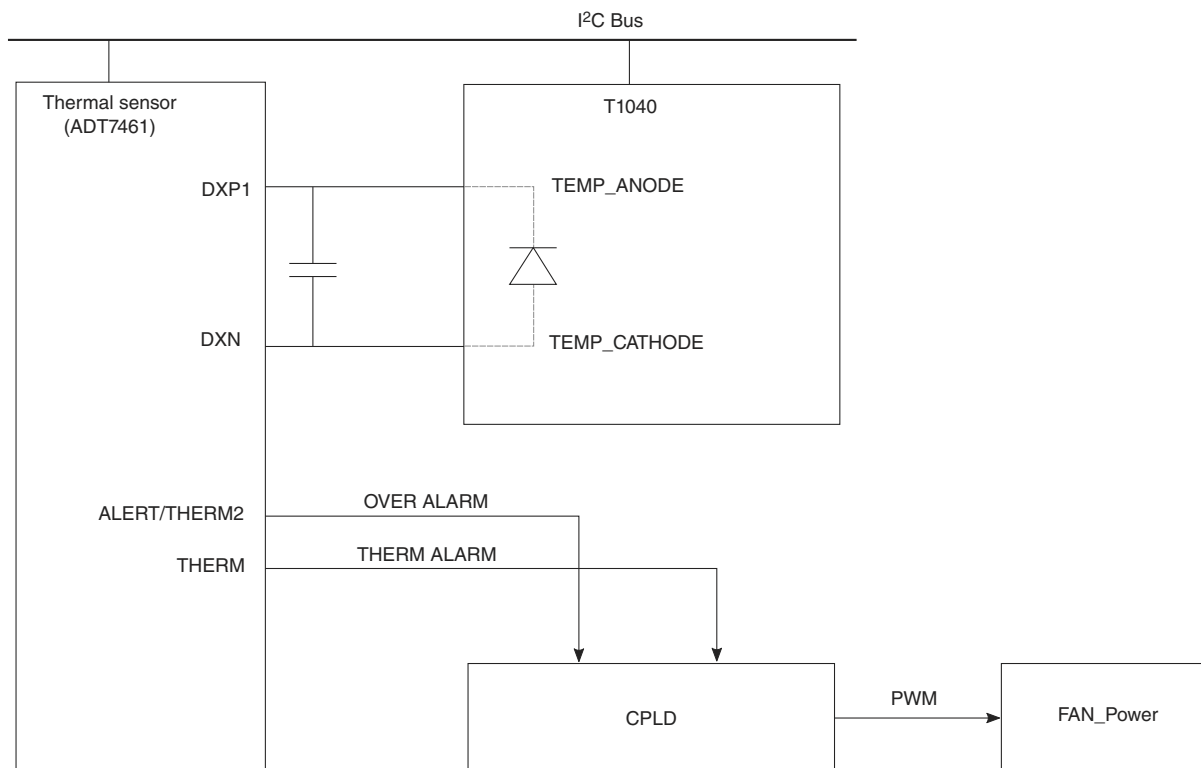 I²C Bus
Thermal sensor
(ADT7461)
T1040
DXP1
TEMP_ANODE
DXN
TEMP_CATHODE
ALERT/THERM2
OVER ALARM
THERM
THERM ALARM
CPLD
PWM
FAN_Power